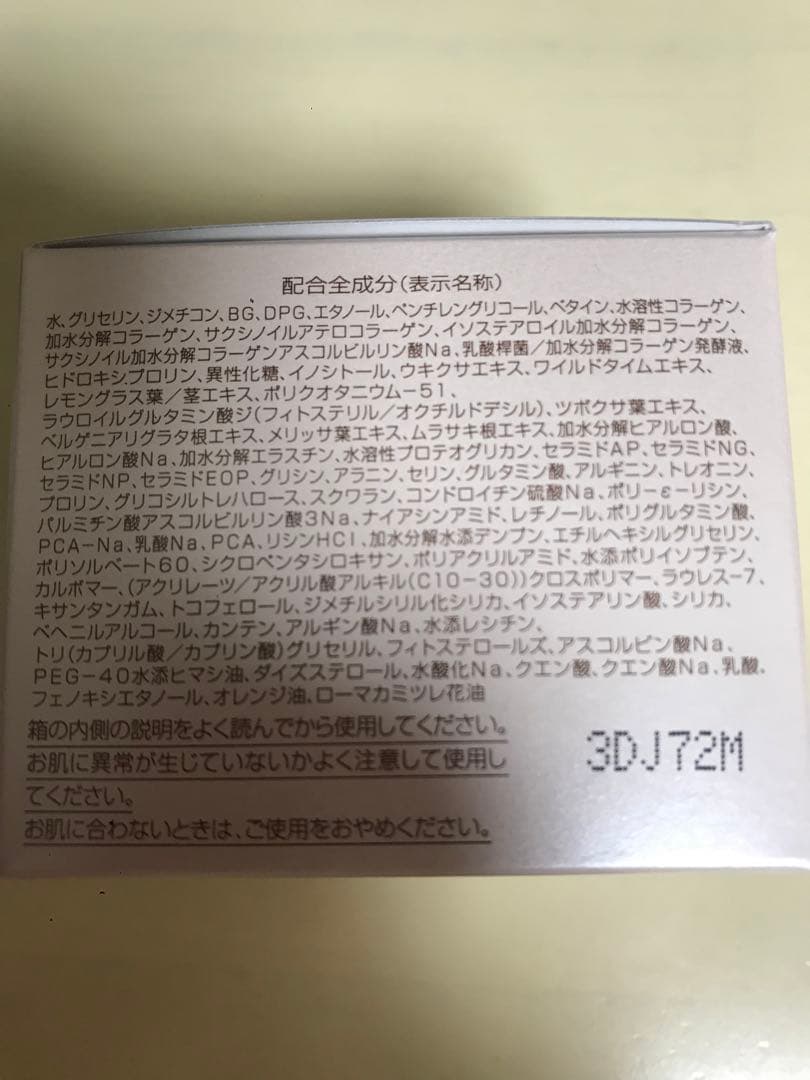 配合全成分(表示名称)
水、グリセリン、ジメチコン、BG、DPG、エタノール、ペンチレングリコール、ベタイン、水溶性コラーゲン、
加水分解コラーゲン、サクシノイルアテロコラーゲン、イソステアロイル加水分解コラーゲン、
サクシノイル加水分解コラーゲンアスコルビルリン酸Na、乳酸桿菌/加水分解コラーゲン発酵液、
ヒドロキシプロリン、異性化糖、イノシトール、ウキクサエキス、ワイルドタイムエキス、
レモングラス葉/茎エキス、ポリクオタニウム-51、
ラウロイルグルタミン酸ジ(フィトステリル/オクチルドデシル)、ツボクサ葉エキス、
ベルゲニアリグラタ根エキス、メリッサ葉エキス、ムラサキ根エキス、加水分解ヒアルロン酸、
ヒアルロン酸Na、加水分解エラスチン、水溶性プロテオグリカン、セラミドAP、セラミドNG、
セラミドNP、セラミドEOP、グリシン、アラニン、セリン、グルタミン酸、アルギニン、トレオニン、
プロリン、グリコシルトレハロース、スクワラン、コンドロイチン硫酸Na、ポリ-ε-リシン、
パルミチン酸アスコルビルリン酸3Na、ナイアシンアミド、レチノール、ポリグルタミン酸、
PCA-Na、乳酸Na、PCA、リシンHCl、加水分解水添デンプン、エチルヘキシルグリセリン、
ポリソルベート60、シクロペンタシロキサン、ポリアクリルアミド、水添ポリイソブテン、
カルボマー、(アクリレーツ/アクリル酸アルキル(C10-30))クロスポリマー、ラウレス-7、
キサンタンガム、トコフェロール、ジメチルシリル化シリカ、イソステアリン酸、シリカ、
ベヘニルアルコール、カンテン、アルギン酸Na、水添レシチン、
トリ(カプリル酸/カプリン酸)グリセリル、フィトステロールズ、アスコルビン酸Na、
PEG-40水添ヒマシ油、ダイズステロール、水酸化Na、クエン酸、クエン酸Na、乳酸、
フェノキシエタノール、オレンジ油、ローマカミツレ花油
箱の内側の説明をよく読んでから使用してください。
お肌に異常が生じていないかよく注意して使用し
てください。
お肌に合わないときは、ご使用をおやめください。
3DJ72M